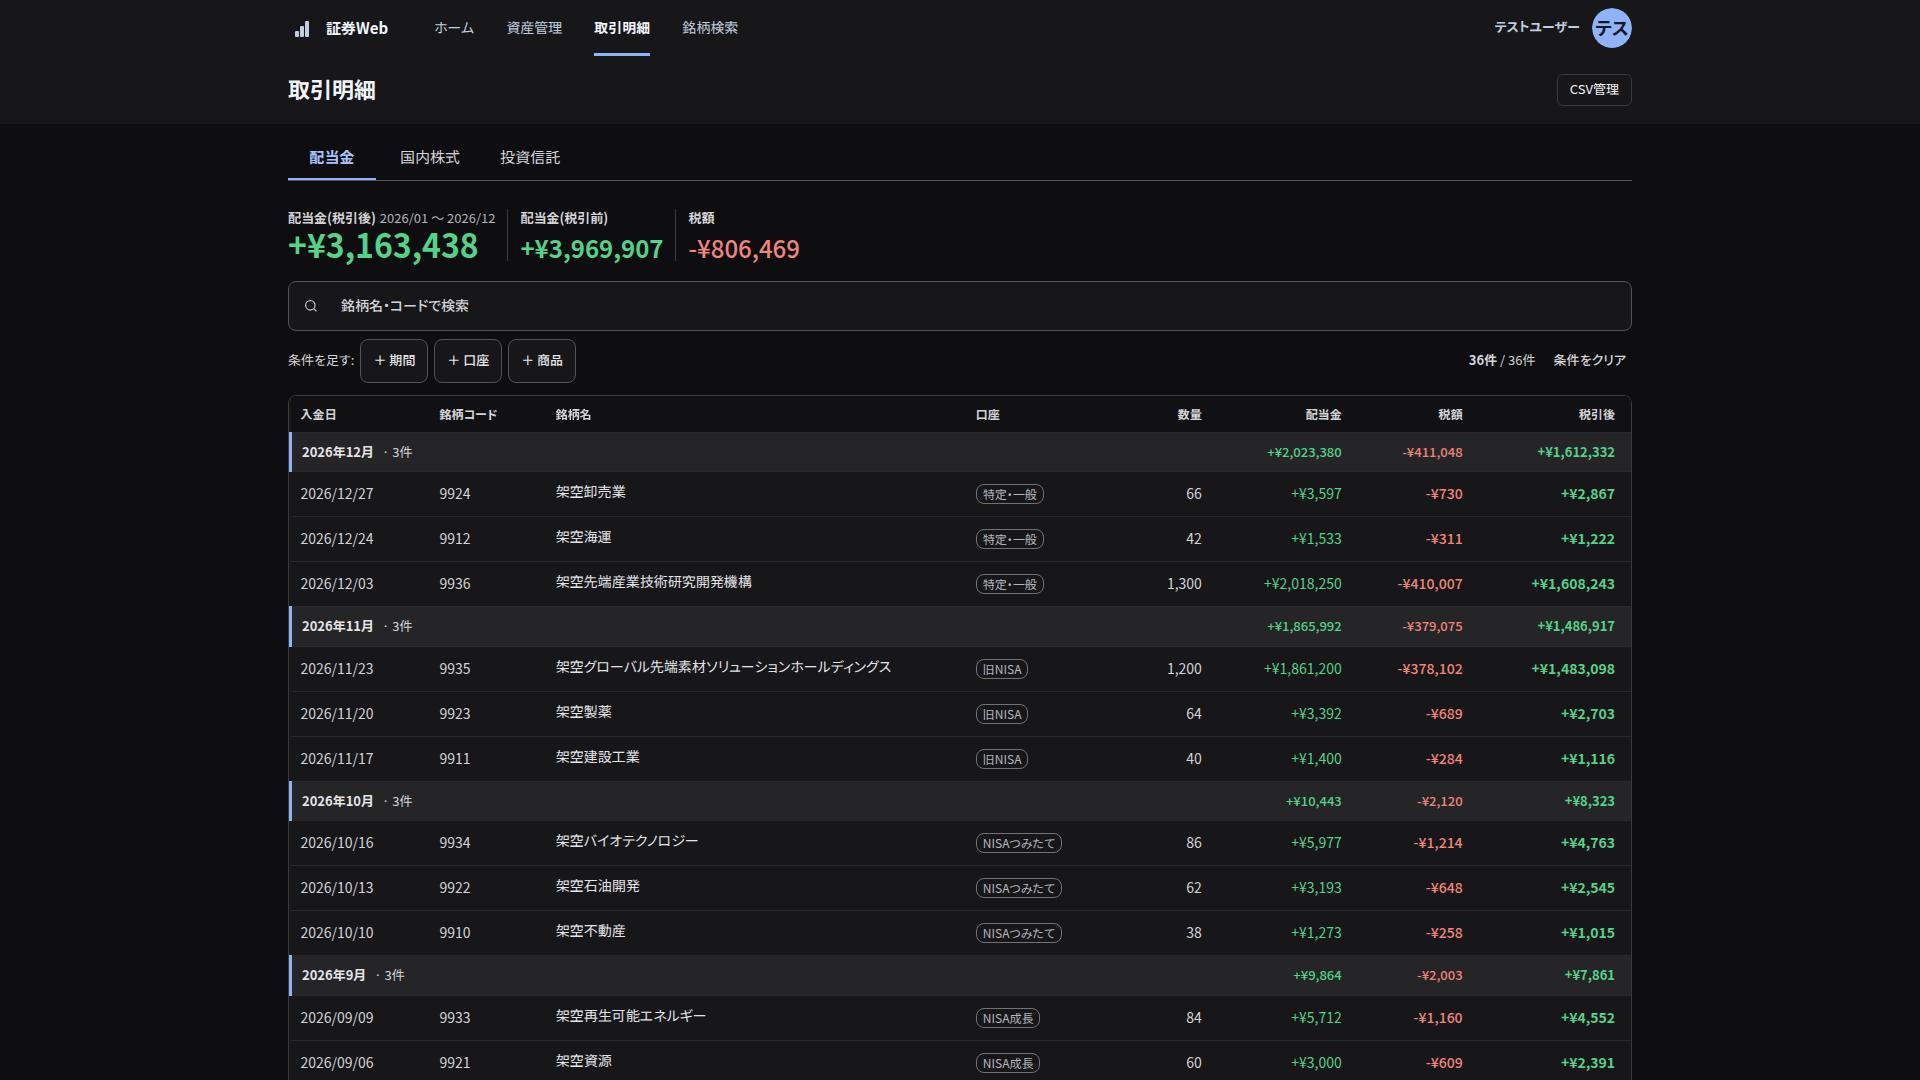 証券Web ホーム 資産管理 取引明細 銘柄検索 テストユーザー テス
取引明細 CSV管理
配当金 国内株式 投資信託
配当金(税引後) 2026/01 〜 2026/12 配当金(税引前) 税額
+¥3,163,438 +¥3,969,907 -¥806,469
銘柄名・コードで検索
条件を足す: 期間 口座 商品 36件 / 36件 条件をクリア
入金日 銘柄コード 銘柄名 口座 数量 配当金 税額 税引後
2026年12月 · 3件 +¥2,023,380 -¥411,048 +¥1,612,332
2026/12/27 9924 架空卸売業 特定・一般 66 +¥3,597 -¥730 +¥2,867
2026/12/24 9912 架空海運 特定・一般 42 +¥1,533 -¥311 +¥1,222
2026/12/03 9936 架空先端産業技術研究開発機構 特定・一般 1,300 +¥2,018,250 -¥410,007 +¥1,608,243
2026年11月 · 3件 +¥1,865,992 -¥379,075 +¥1,486,917
2026/11/23 9935 架空グローバル先端素材ソリューションホールディングス 旧NISA 1,200 +¥1,861,200 -¥378,102 +¥1,483,098
2026/11/20 9923 架空製薬 旧NISA 64 +¥3,392 -¥689 +¥2,703
2026/11/17 9911 架空建設工業 旧NISA 40 +¥1,400 -¥284 +¥1,116
2026年10月 · 3件 +¥10,443 -¥2,120 +¥8,323
2026/10/16 9934 架空バイオテクノロジー NISAつみたて 86 +¥5,977 -¥1,214 +¥4,763
2026/10/13 9922 架空石油開発 NISAつみたて 62 +¥3,193 -¥648 +¥2,545
2026/10/10 9910 架空不動産 NISAつみたて 38 +¥1,273 -¥258 +¥1,015
2026年9月 · 3件 +¥9,864 -¥2,003 +¥7,861
2026/09/09 9933 架空再生可能エネルギー NISA成長 84 +¥5,712 -¥1,160 +¥4,552
2026/09/06 9921 架空資源 NISA成長 60 +¥3,000 -¥609 +¥2,391